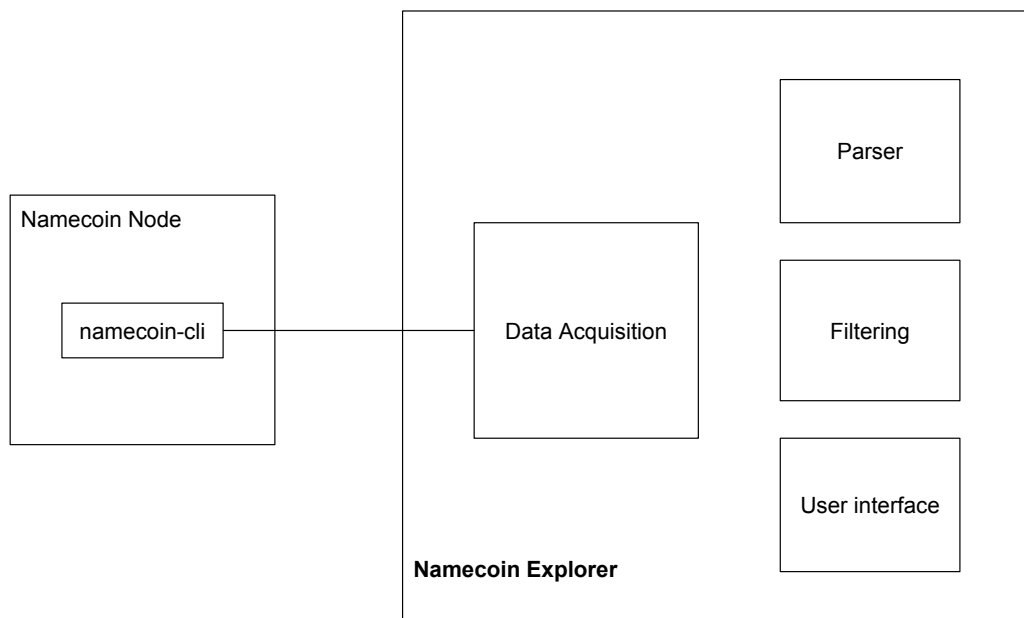 Namecoin Node
namecoin-cli
Data Acquisition
Parser
Filtering
User interface
Namecoin Explorer